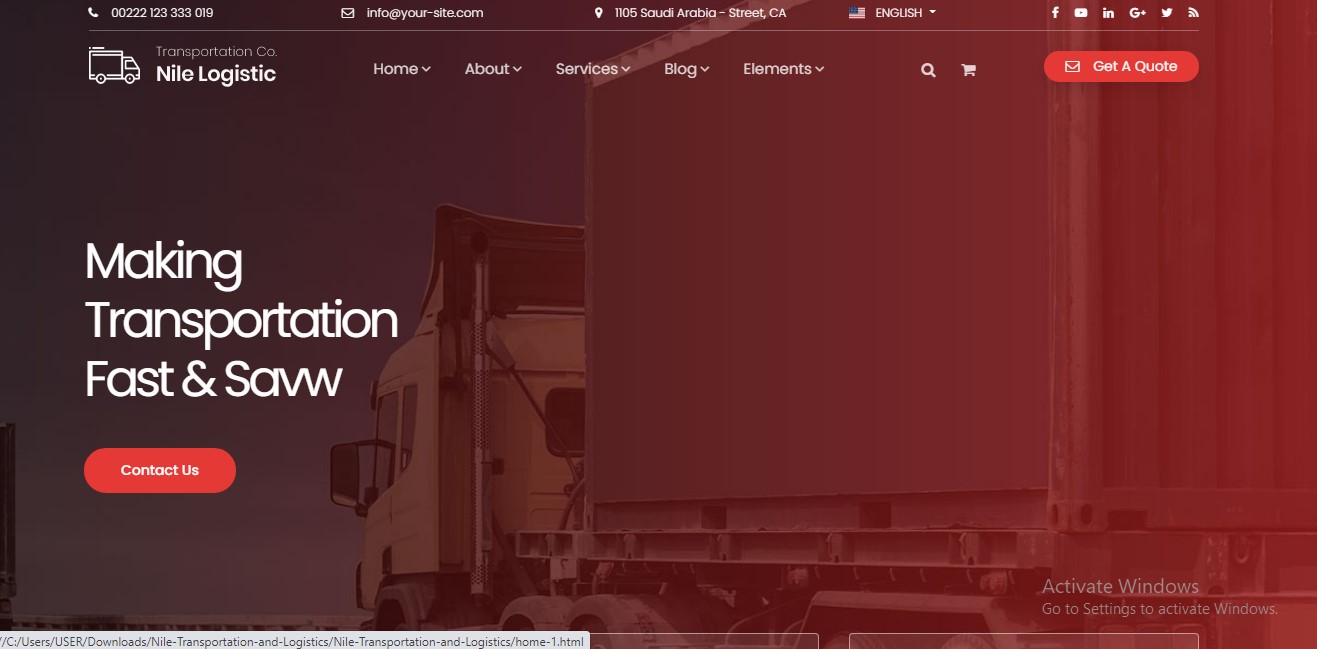 00222 123 333 019
info@your-site.com
1105 Saudi Arabia - Street, CA
ENGLISH
Transportation Co.
Nile Logistic
Home
About
Services
Blog
Elements
Get A Quote
Making
Transportation
Fast & Savw
Contact Us
Activate Windows
Go to Settings to activate Windows.
//C:/Users/USER/Downloads/Nile-Transportation-and-Logistics/Nile-Transportation-and-Logistics/home-1.html